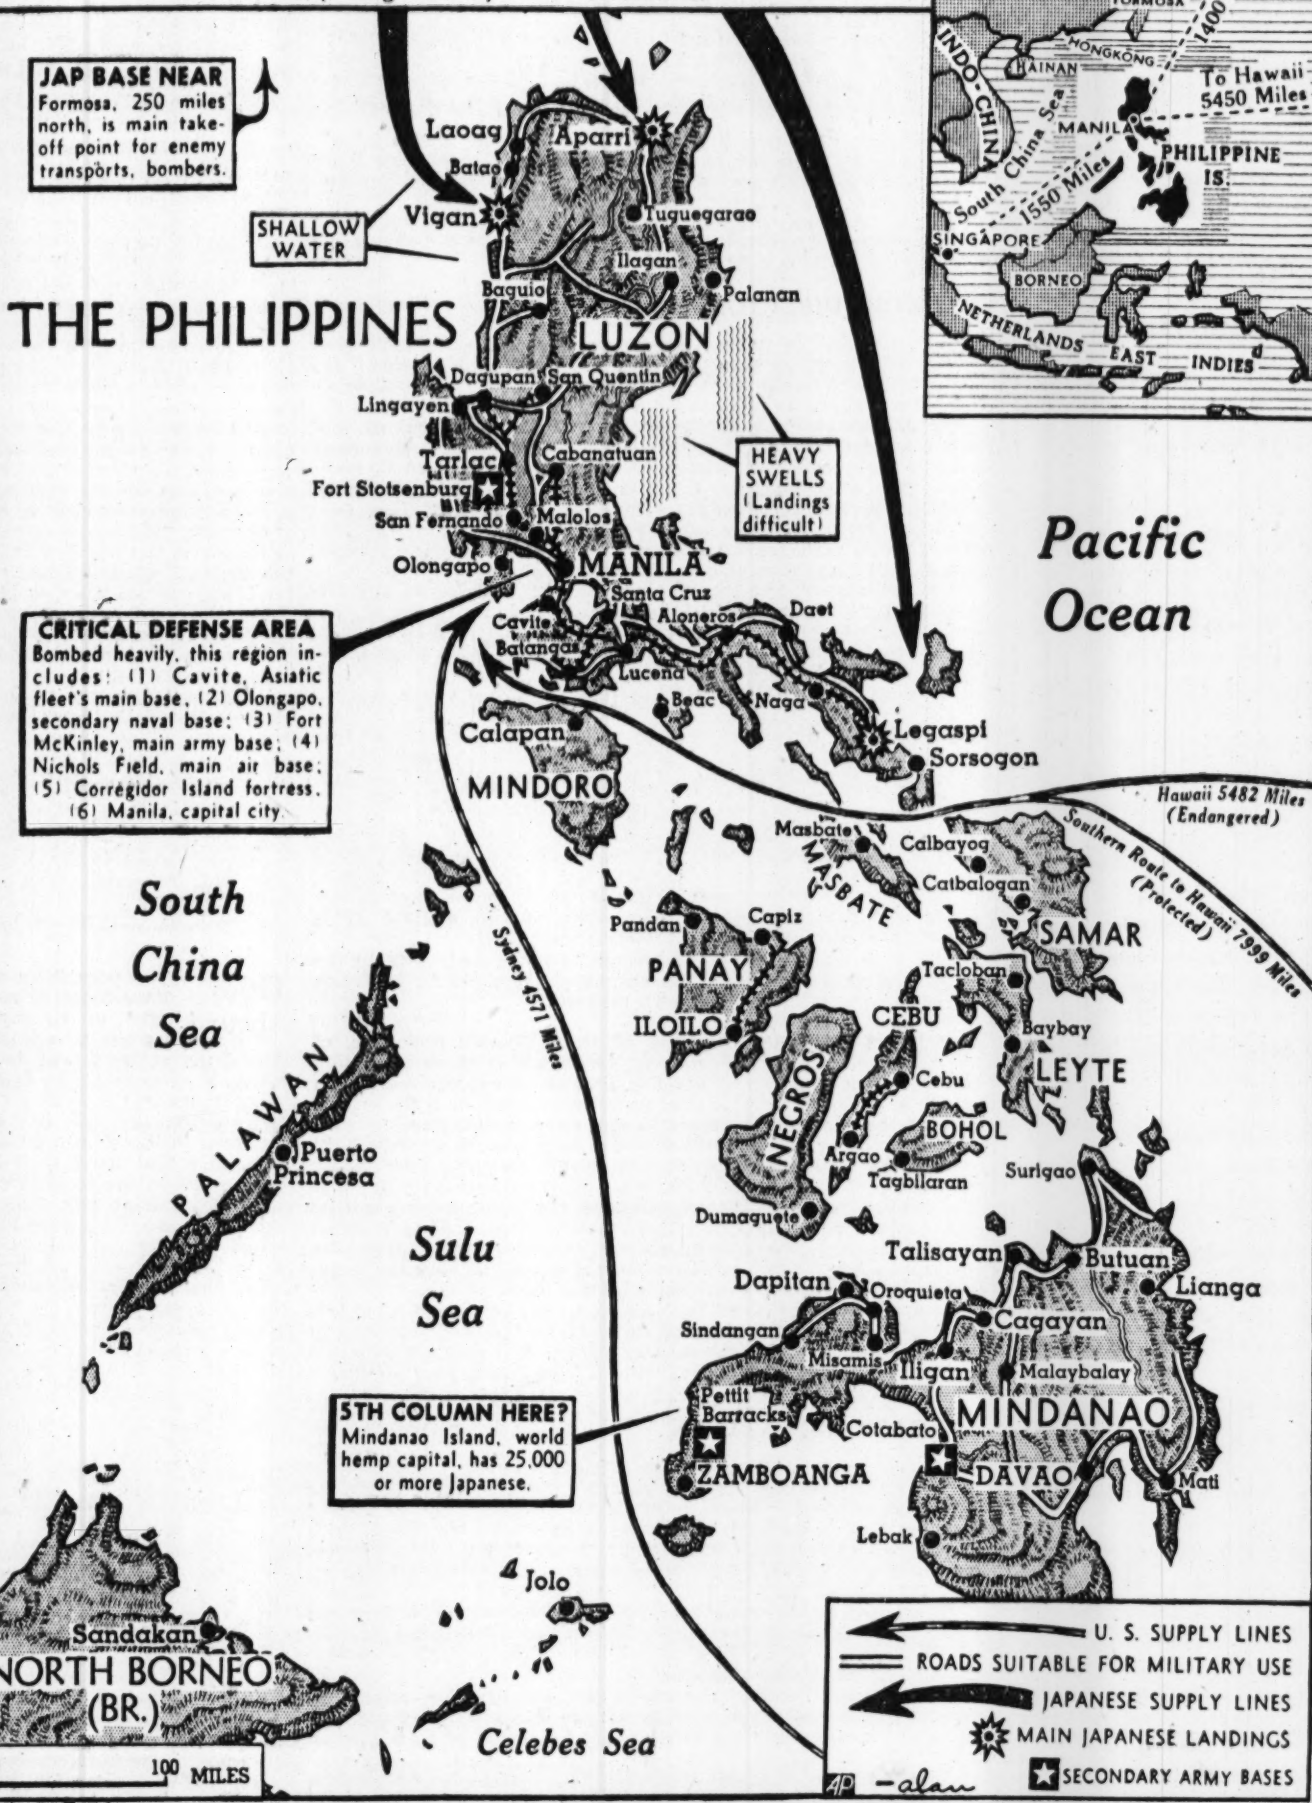 JAP BASE NEAR
Formosa, 250 miles
north, is main take-
off point for enemy
transports, bombers.
FORMOSA
1400
HONGKONG
HAINAN
INDO-CHINA
To Hawaii
5450 Miles
MANILA
South China Sea
PHILIPPINE
IS.
1550 Miles
SINGAPORE
BORNEO
NETHERLANDS
EAST
INDIES
Laoag
Aparri
Batao
Vigan
Tuguegarao
SHALLOW
WATER
Ilagan
Baguio
Palanan
THE PHILIPPINES
LUZON
Dagupan
San Quentin
Lingayen
Tarlac
Cabanatuan
HEAVY
SWELLS
(Landings
difficult)
Fort Stotsenburg
San Fernando
Malolos
Olongapo
MANILA
Pacific
Ocean
Santa Cruz
Cavite
Aloneros
Daet
Batangas
Lucena
CRITICAL DEFENSE AREA
Bombed heavily, this region in-
cludes: (1) Cavite, Asiatic
fleet's main base, (2) Olongapo,
secondary naval base; (3) Fort
McKinley, main army base; (4)
Nichols Field, main air base;
(5) Corregidor Island fortress,
(6) Manila, capital city.
Beac
Naga
Calapan
Legaspi
Sorsogon
MINDORO
Hawaii 5482 Miles
(Endangered)
Southern Route to Hawaii 7999 Miles
(Protected)
Masbate
MASBATE
Calbayog
Catbalogan
South
China
Sea
Pandan
Capiz
SAMAR
Sydney 4571 Miles
PANAY
Tacloban
ILOILO
CEBU
Baybay
NEGROS
LEYTE
Cebu
PALAWAN
BOHOL
Puerto
Princesa
Argao
Tagbilaran
Surigao
Dumaguete
Sulu
Sea
Talisayan
Butuan
Dapitan
Oroquieta
Lianga
Sindangan
Cagayan
Misamis
Iligan
Malaybalay
5TH COLUMN HERE?
Mindanao Island, world
hemp capital, has 25,000
or more Japanese.
Pettit
Barracks
MINDANAO
Cotabato
ZAMBOANGA
DAVAO
Mati
Lebak
Jolo
Sandakan
NORTH BORNEO
(BR.)
Celebes Sea
100 MILES
U. S. SUPPLY LINES
ROADS SUITABLE FOR MILITARY USE
JAPANESE SUPPLY LINES
MAIN JAPANESE LANDINGS
SECONDARY ARMY BASES
AP
-alan